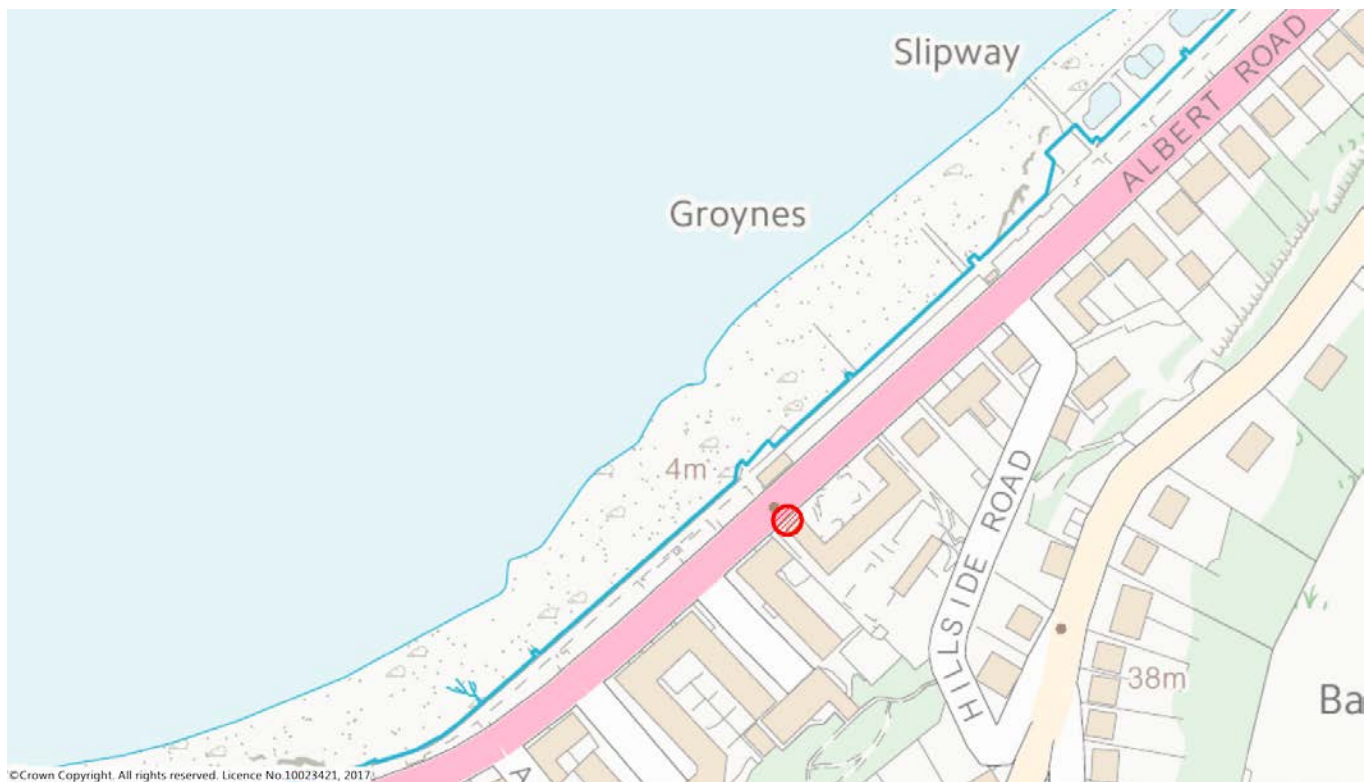 Slipway
ALBERT ROAD
Groynes
4m
HILLSIDE ROAD
38m
Ba
A
©Crown Copyright. All rights reserved. Licence No.10023421, 2017.